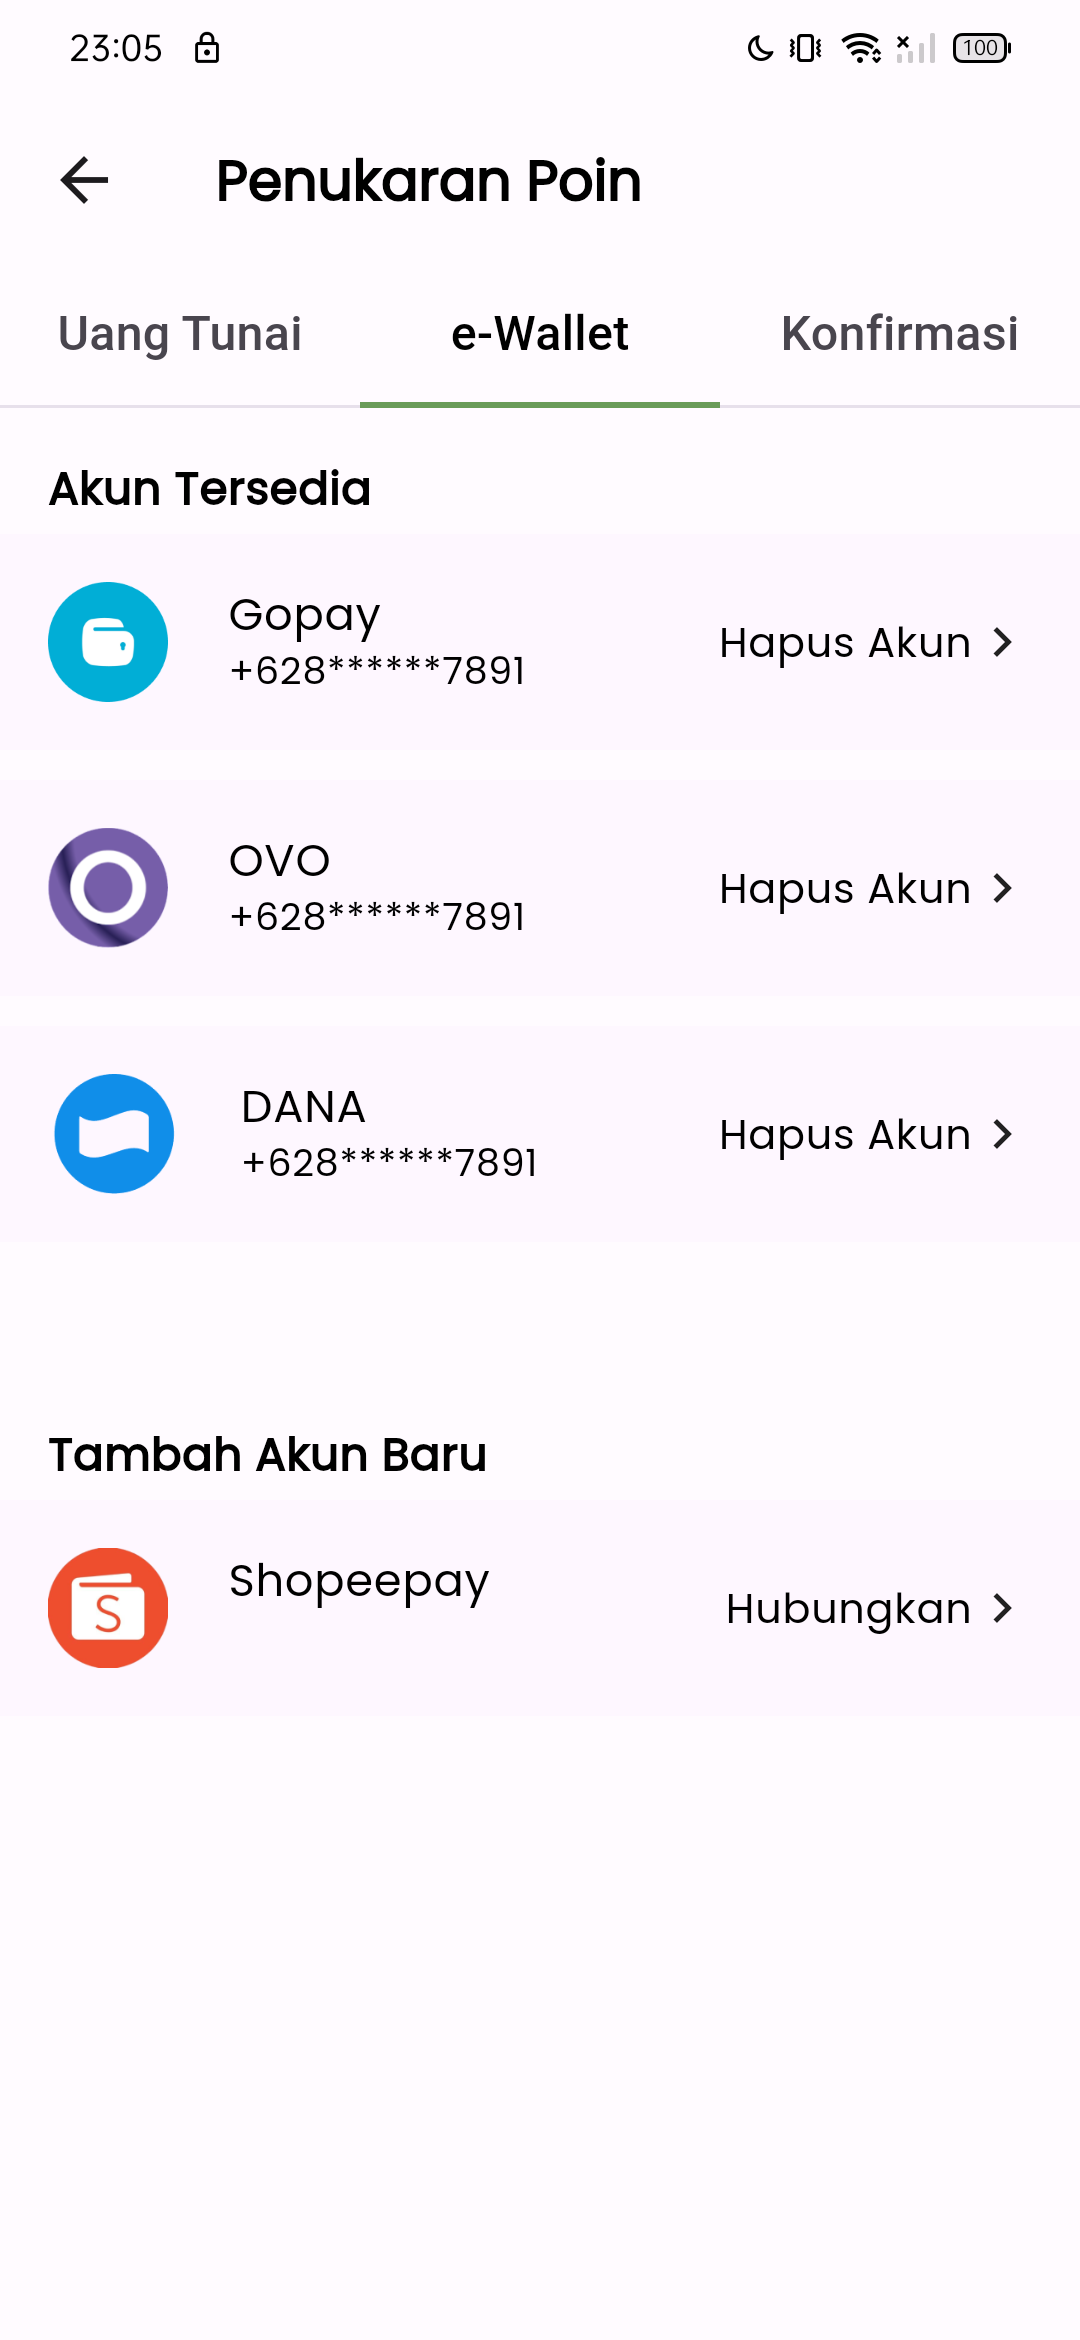 23:05
100
Penukaran Poin
Uang Tunai
e-Wallet
Konfirmasi
Akun Tersedia
Gopay
+628******7891
Hapus Akun
OVO
+628******7891
Hapus Akun
DANA
+628******7891
Hapus Akun
Tambah Akun Baru
S
Shopeepay
Hubungkan